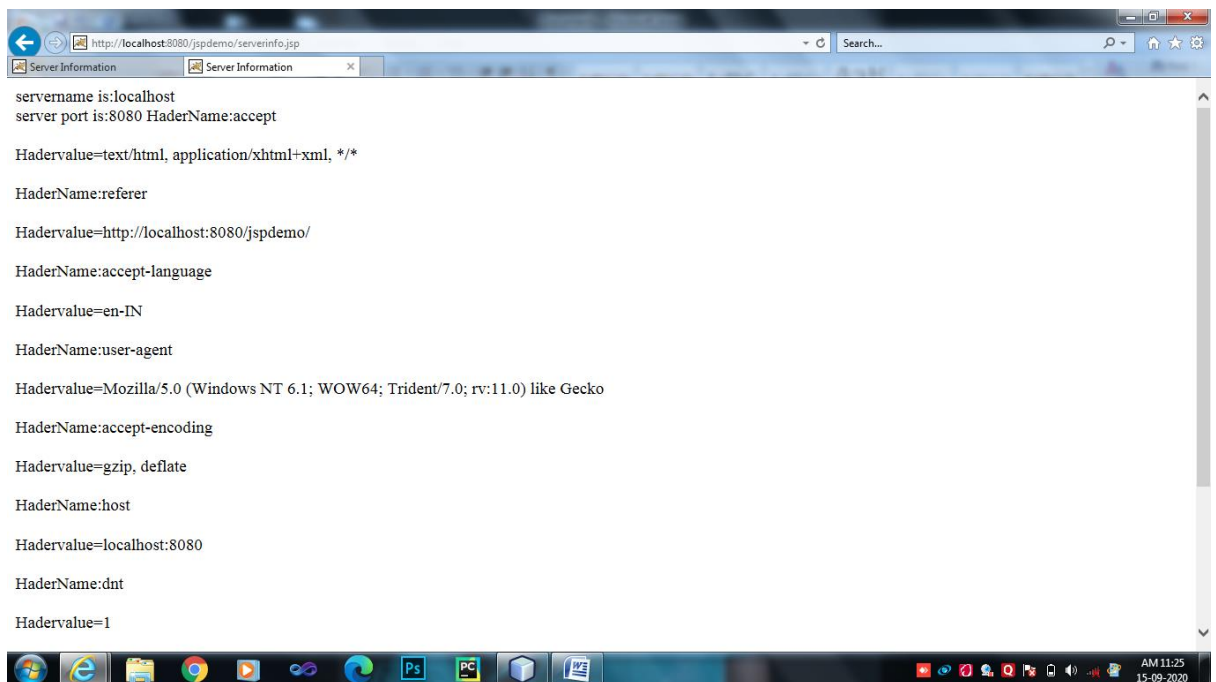 http://localhost:8080/jspdemo/serverinfo.jsp
Search...
Server Information
Server Information
servername is:localhost
server port is:8080 HaderName:accept
Hadervalue=text/html, application/xhtml+xml, */*
HaderName:referer
Hadervalue=http://localhost:8080/jspdemo/
HaderName:accept-language
Hadervalue=en-IN
HaderName:user-agent
Hadervalue=Mozilla/5.0 (Windows NT 6.1; WOW64; Trident/7.0; rv:11.0) like Gecko
HaderName:accept-encoding
Hadervalue=gzip, deflate
HaderName:host
Hadervalue=localhost:8080
HaderName:dnt
Hadervalue=1
Ps
PC
W
Q
AM 11:25
15-09-2020